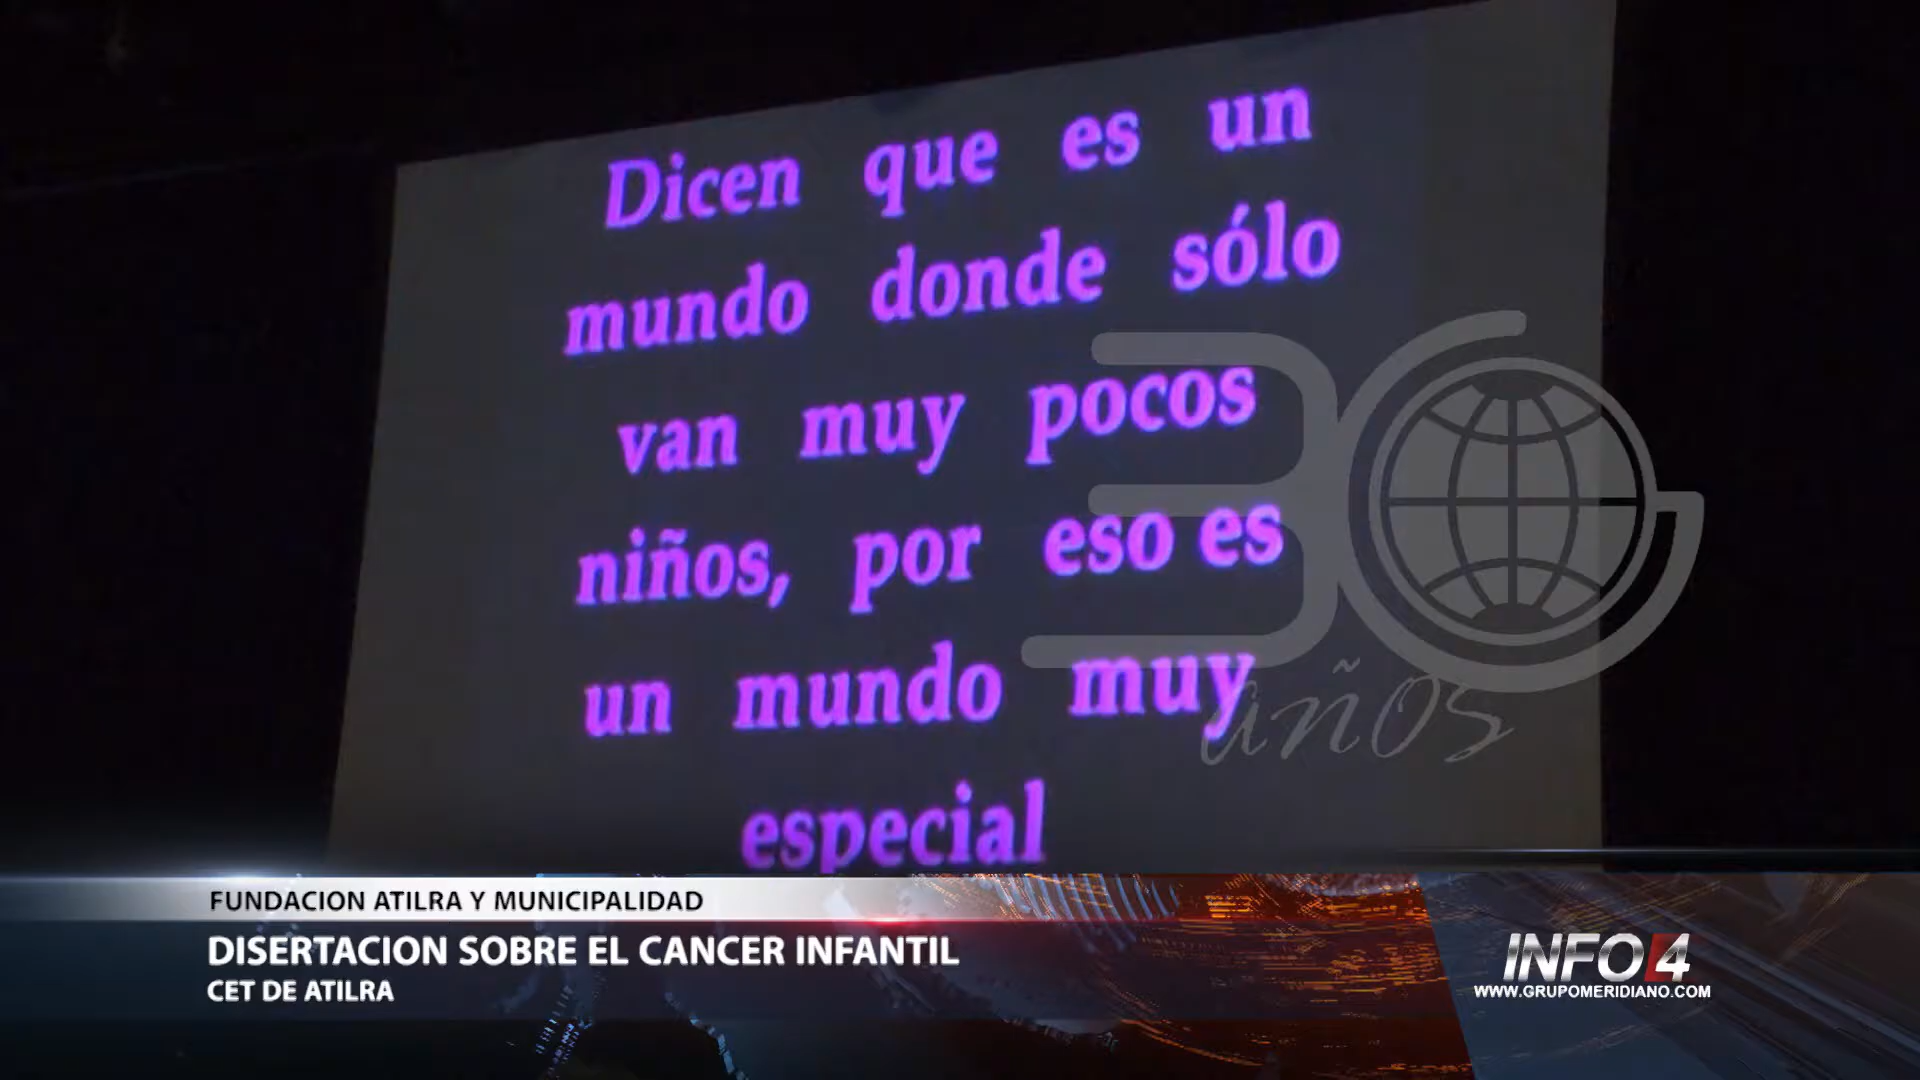 Dicen que es un
mundo donde sólo
van muy pocos
niños, por eso es
un mundo muy
especial
30
años
FUNDACION ATILRA Y MUNICIPALIDAD
DISERTACION SOBRE EL CANCER INFANTIL
CET DE ATILRA
INFO4
WWW.GRUPOMERIDIANO.COM